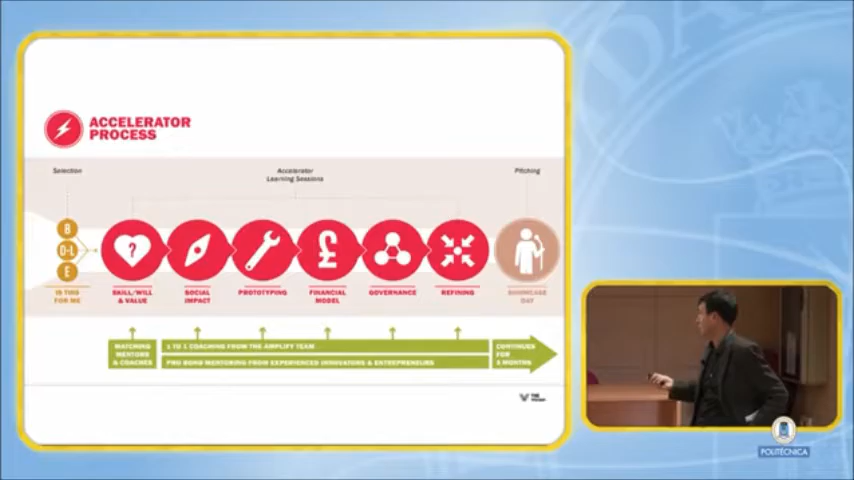 ACCELERATOR
PROCESS
Selection
Accelerator
Learning Sessions
Pitching
B
D-L
E
?
£
IS THIS
FOR ME
SKILL/WILL
& VALUE
SOCIAL
IMPACT
PROTOTYPING
FINANCIAL
MODEL
GOVERNANCE
REFINING
SHOWCASE
DAY
MATCHING
MENTORS
& COACHES
1 TO 1 COACHING FROM THE AMPLIFY TEAM
PRO BONO MENTORING FROM EXPERIENCED INNOVATORS & ENTREPRENEURS
CONTINUES
FOR
MONTHS
THE
POLITÉCNICA